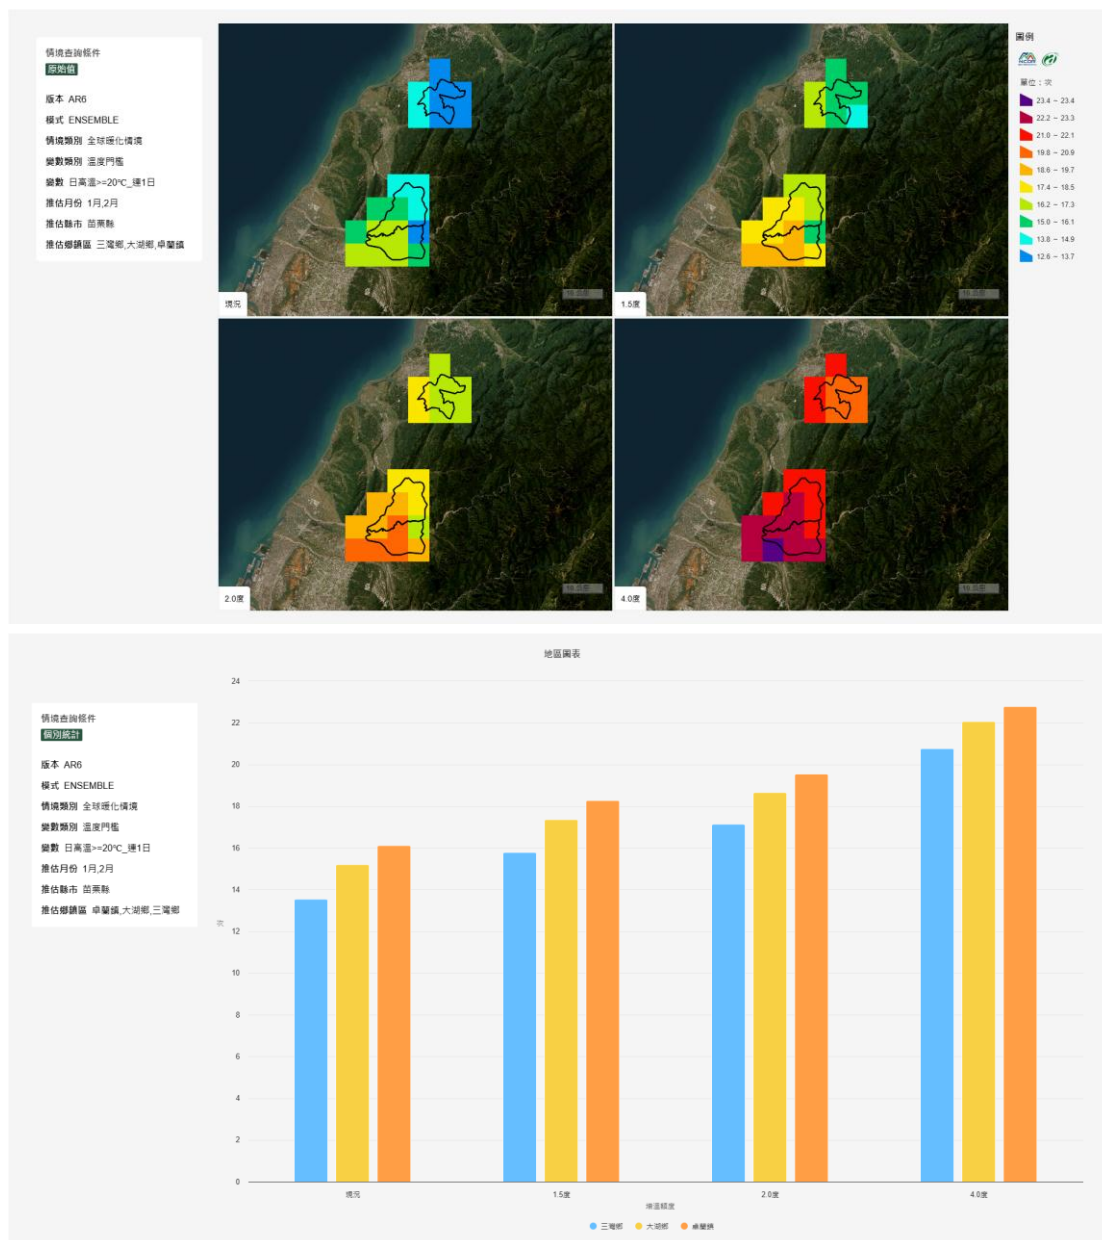 情境查詢條件
原始值
版本 AR6
模式 ENSEMBLE
情境類別 全球暖化情境
變數類別 溫度門檻
變數 日高溫>=20℃_連1日
推估月份 1月,2月
推估縣市 苗栗縣
推估鄉鎮區 三灣鄉,大湖鄉,卓蘭鎮
現況
1.5度
2.0度
4.0度
圖例
單位：次
23.4 ~ 23.4
22.2 ~ 23.3
21.0 ~ 22.1
19.8 ~ 20.9
18.6 ~ 19.7
17.4 ~ 18.5
16.2 ~ 17.3
15.0 ~ 16.1
13.8 ~ 14.9
12.6 ~ 13.7
地區圖表
情境查詢條件
個別統計
版本 AR6
模式 ENSEMBLE
情境類別 全球暖化情境
變數類別 溫度門檻
變數 日高溫>=20℃_連1日
推估月份 1月,2月
推估縣市 苗栗縣
推估鄉鎮區 卓蘭鎮,大湖鄉,三灣鄉
24
22
20
18
16
14
12
10
8
6
4
2
0
次
現況
1.5度
2.0度
4.0度
增溫幅度
三灣鄉
大湖鄉
卓蘭鎮